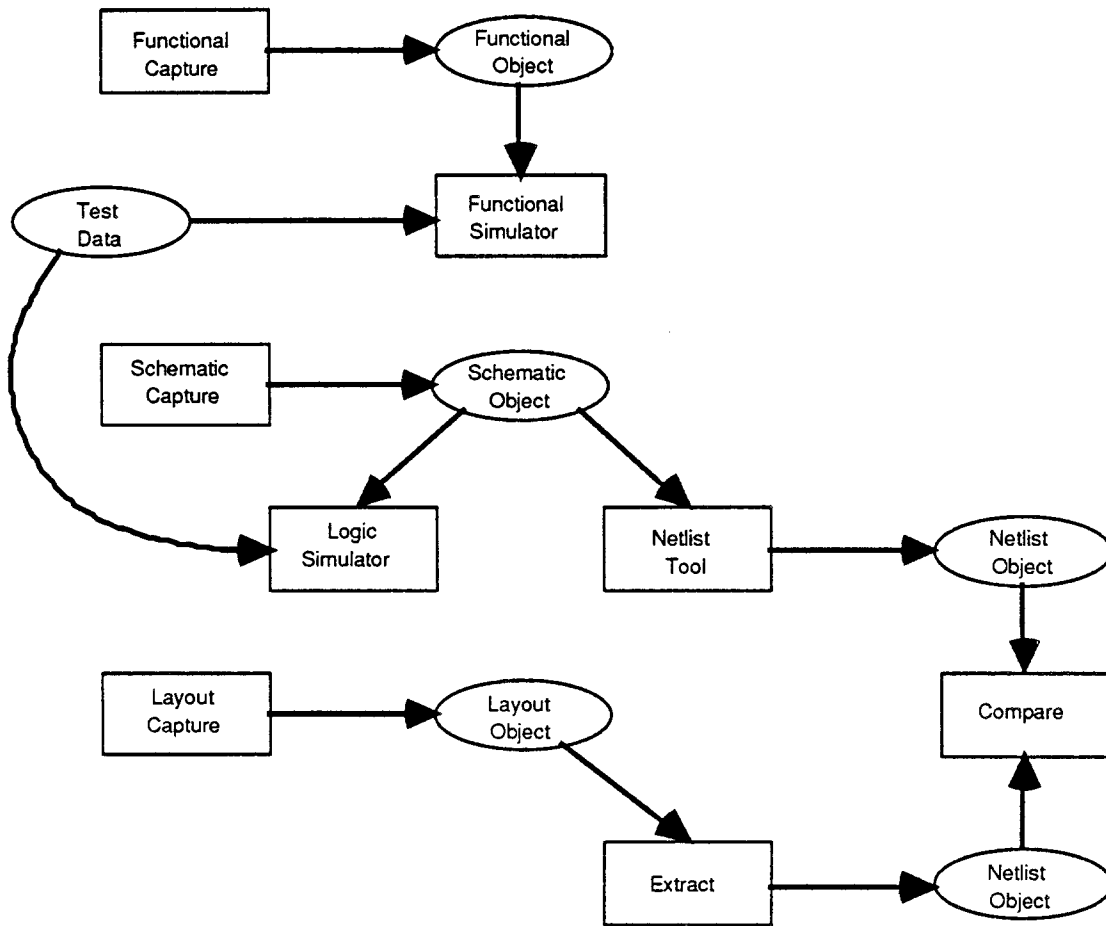 Functional
Capture
Functional
Object
Test
Data
Functional
Simulator
Schematic
Capture
Schematic
Object
Logic
Simulator
Netlist
Tool
Netlist
Object
Layout
Capture
Layout
Object
Compare
Extract
Netlist
Object